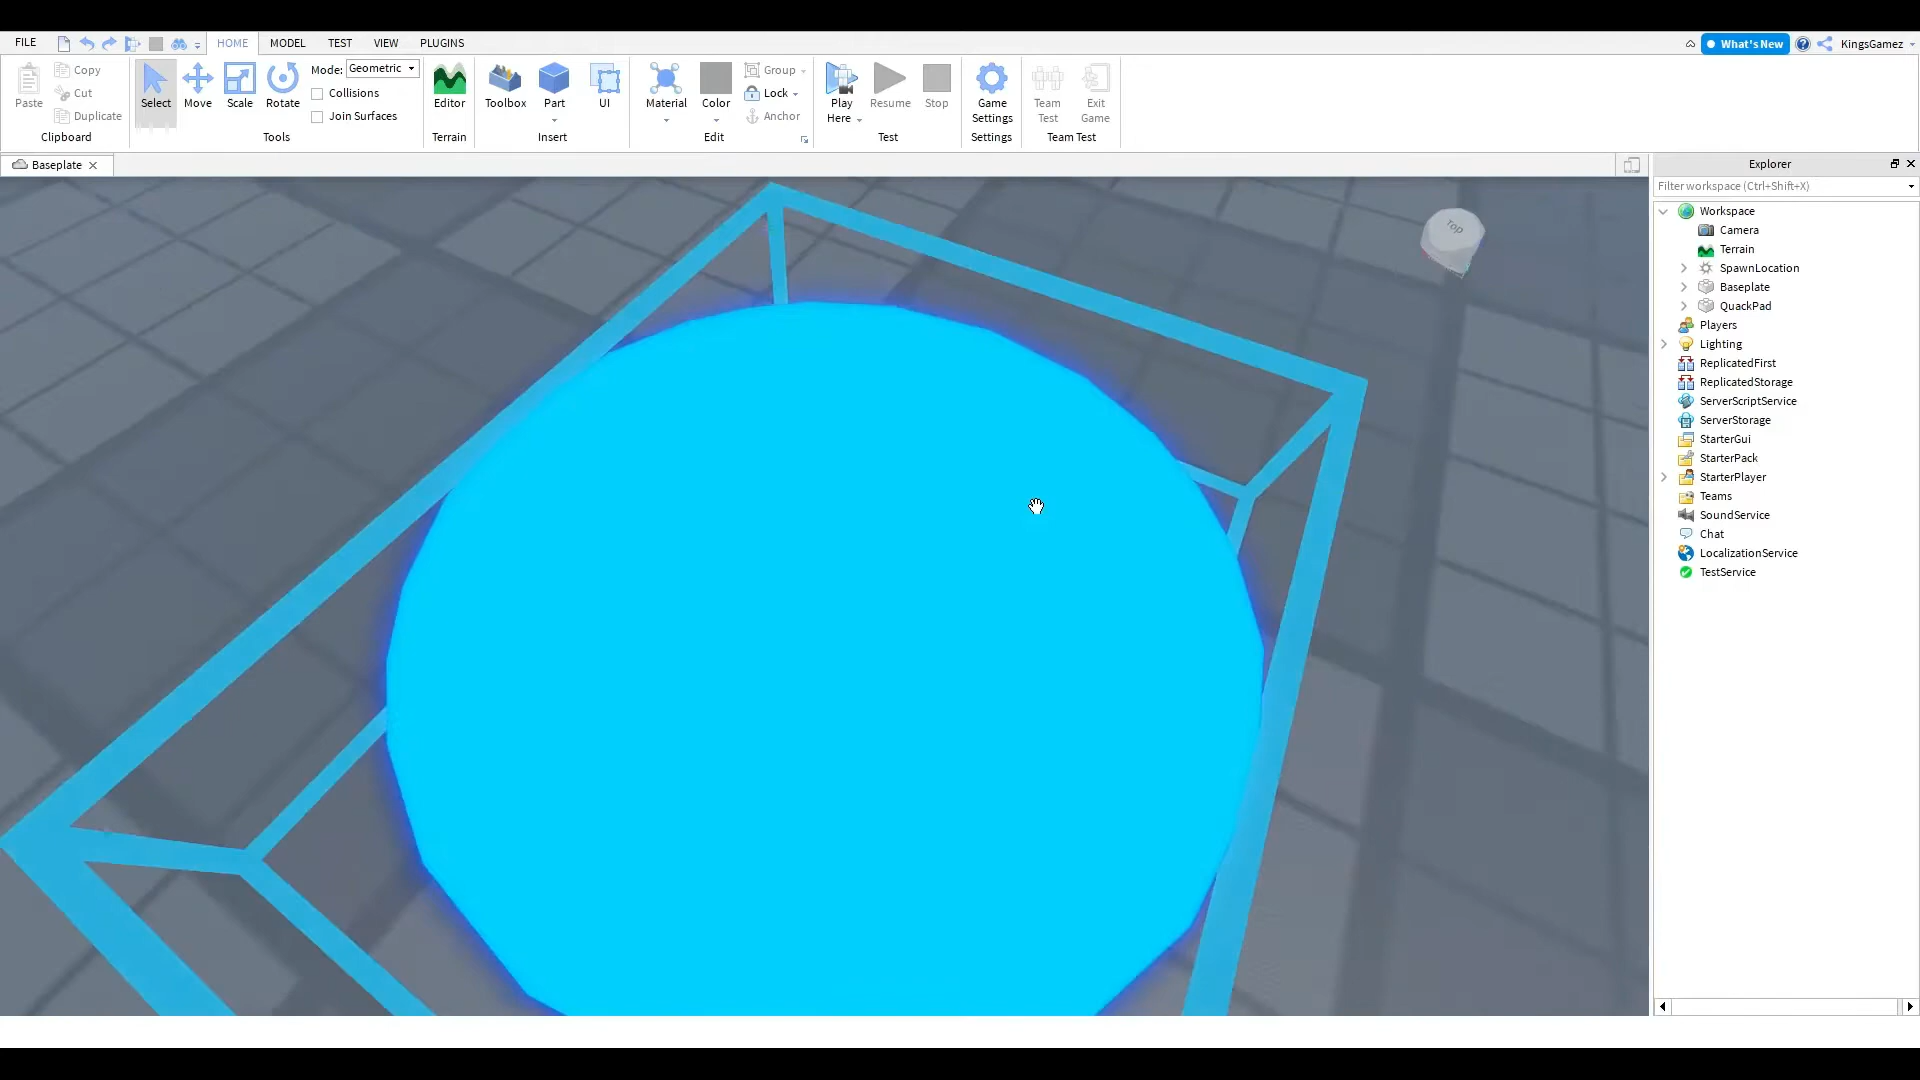 FILE HOME MODEL TEST VIEW PLUGINS What's New KingsGamez
Paste Copy Cut Duplicate
Clipboard
Select Move Scale Rotate
Mode: Geometric
Collisions
Join Surfaces
Tools
Editor
Terrain
Toolbox Part UI
Insert
Material Color
Group
Lock
Anchor
Edit
Play Here Resume Stop
Test
Game Settings
Settings
Team Test Exit Game
Team Test
Baseplate
Top
Explorer
Filter workspace (Ctrl+Shift+X)
Workspace
Camera
Terrain
SpawnLocation
Baseplate
QuackPad
Players
Lighting
ReplicatedFirst
ReplicatedStorage
ServerScriptService
ServerStorage
StarterGui
StarterPack
StarterPlayer
Teams
SoundService
Chat
LocalizationService
TestService